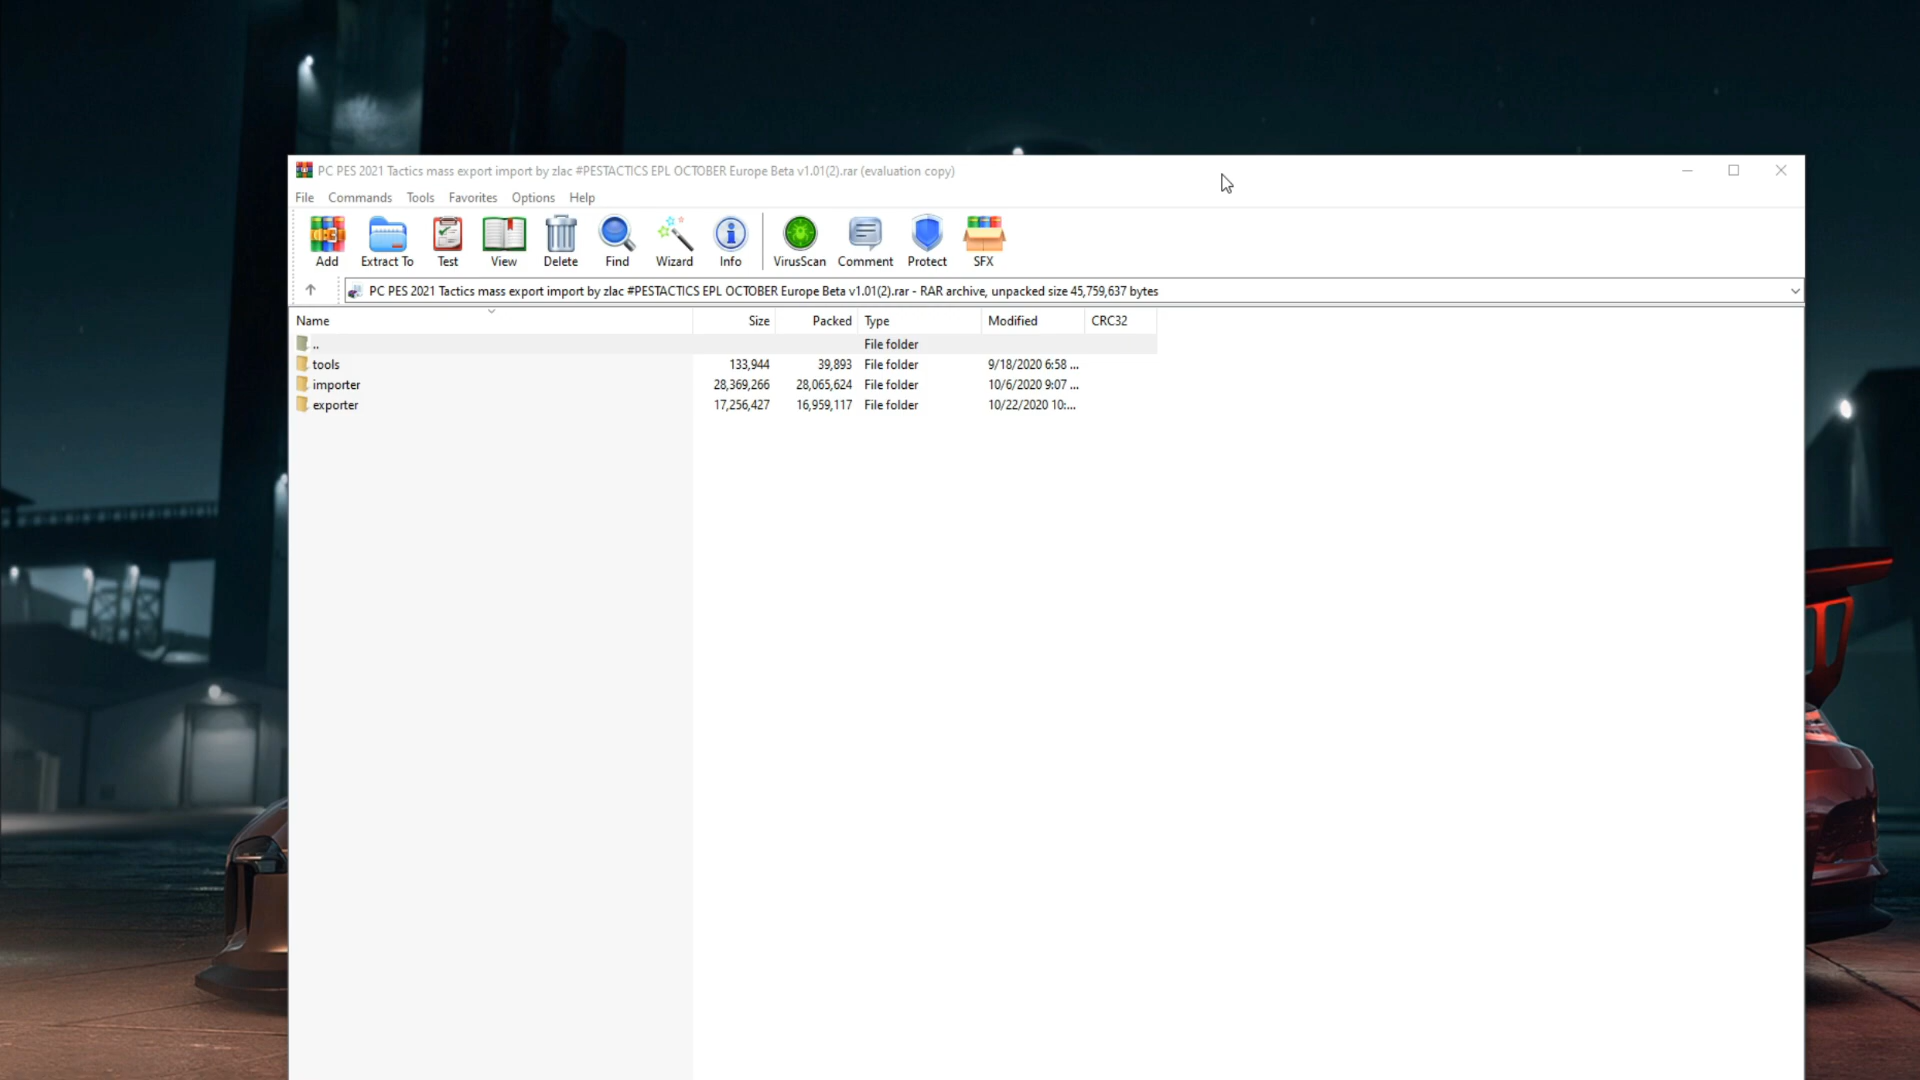 PC PES 2021 Tactics mass export import by zlac #PESTACTICS EPL OCTOBER Europe Beta v1.01(2).rar (evaluation copy)
File Commands Tools Favorites Options Help
Add Extract To Test View Delete Find Wizard Info VirusScan Comment Protect SFX
PC PES 2021 Tactics mass export import by zlac #PESTACTICS EPL OCTOBER Europe Beta v1.01(2).rar - RAR archive, unpacked size 45,759,637 bytes
Name Size Packed Type Modified CRC32
.. File folder
tools 133,944 39,893 File folder 9/18/2020 6:58 ...
importer 28,369,266 28,065,624 File folder 10/6/2020 9:07 ...
exporter 17,256,427 16,959,117 File folder 10/22/2020 10:...